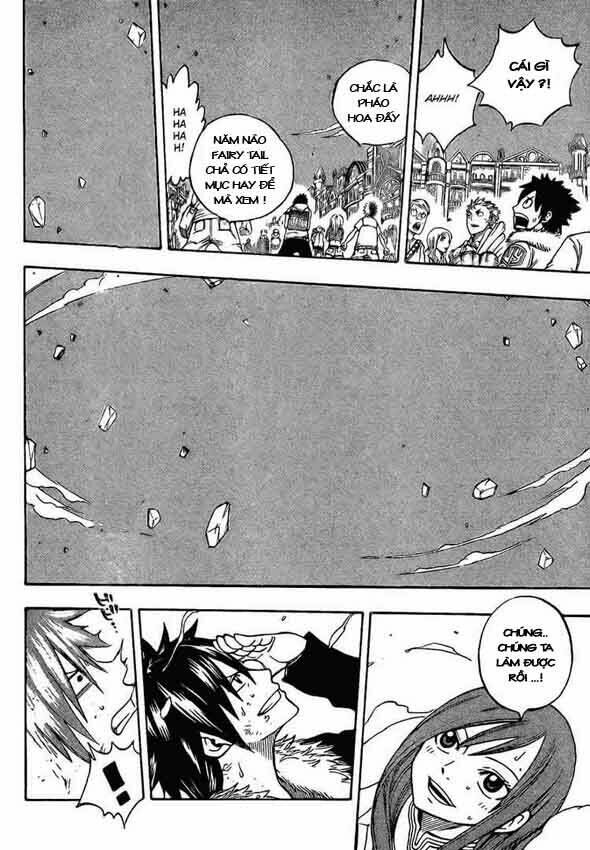 CÁI GÌ
VẬY ?!
AHHH!
CHẮC LÀ
PHÁO
HOA ĐẤY
NĂM NÀO
FAIRY TAIL
CHẢ CÓ TIẾT
MỤC HAY ĐỂ
MÀ XEM !
HA
HA
HA
H!
CHÚNG..
CHÚNG TA
LÀM ĐƯỢC
RỒI ...!
!